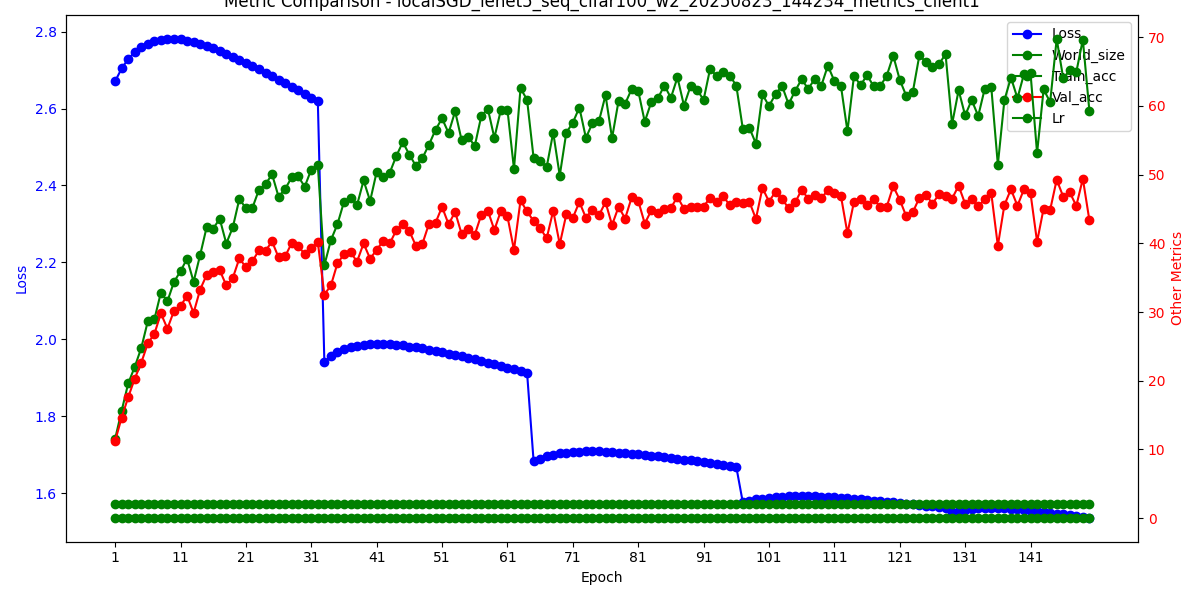 Metric Comparison - localSGD_lenet5_seq_cifar100_w2_20250823_144234_metrics_client1
2.8
2.6
2.4
2.2
2.0
1.8
1.6
Loss
Loss
World_size
Train_acc
Val_acc
Lr
70
60
50
40
30
20
10
0
Other Metrics
1 11 21 31 41 51 61 71 81 91 101 111 121 131 141
Epoch